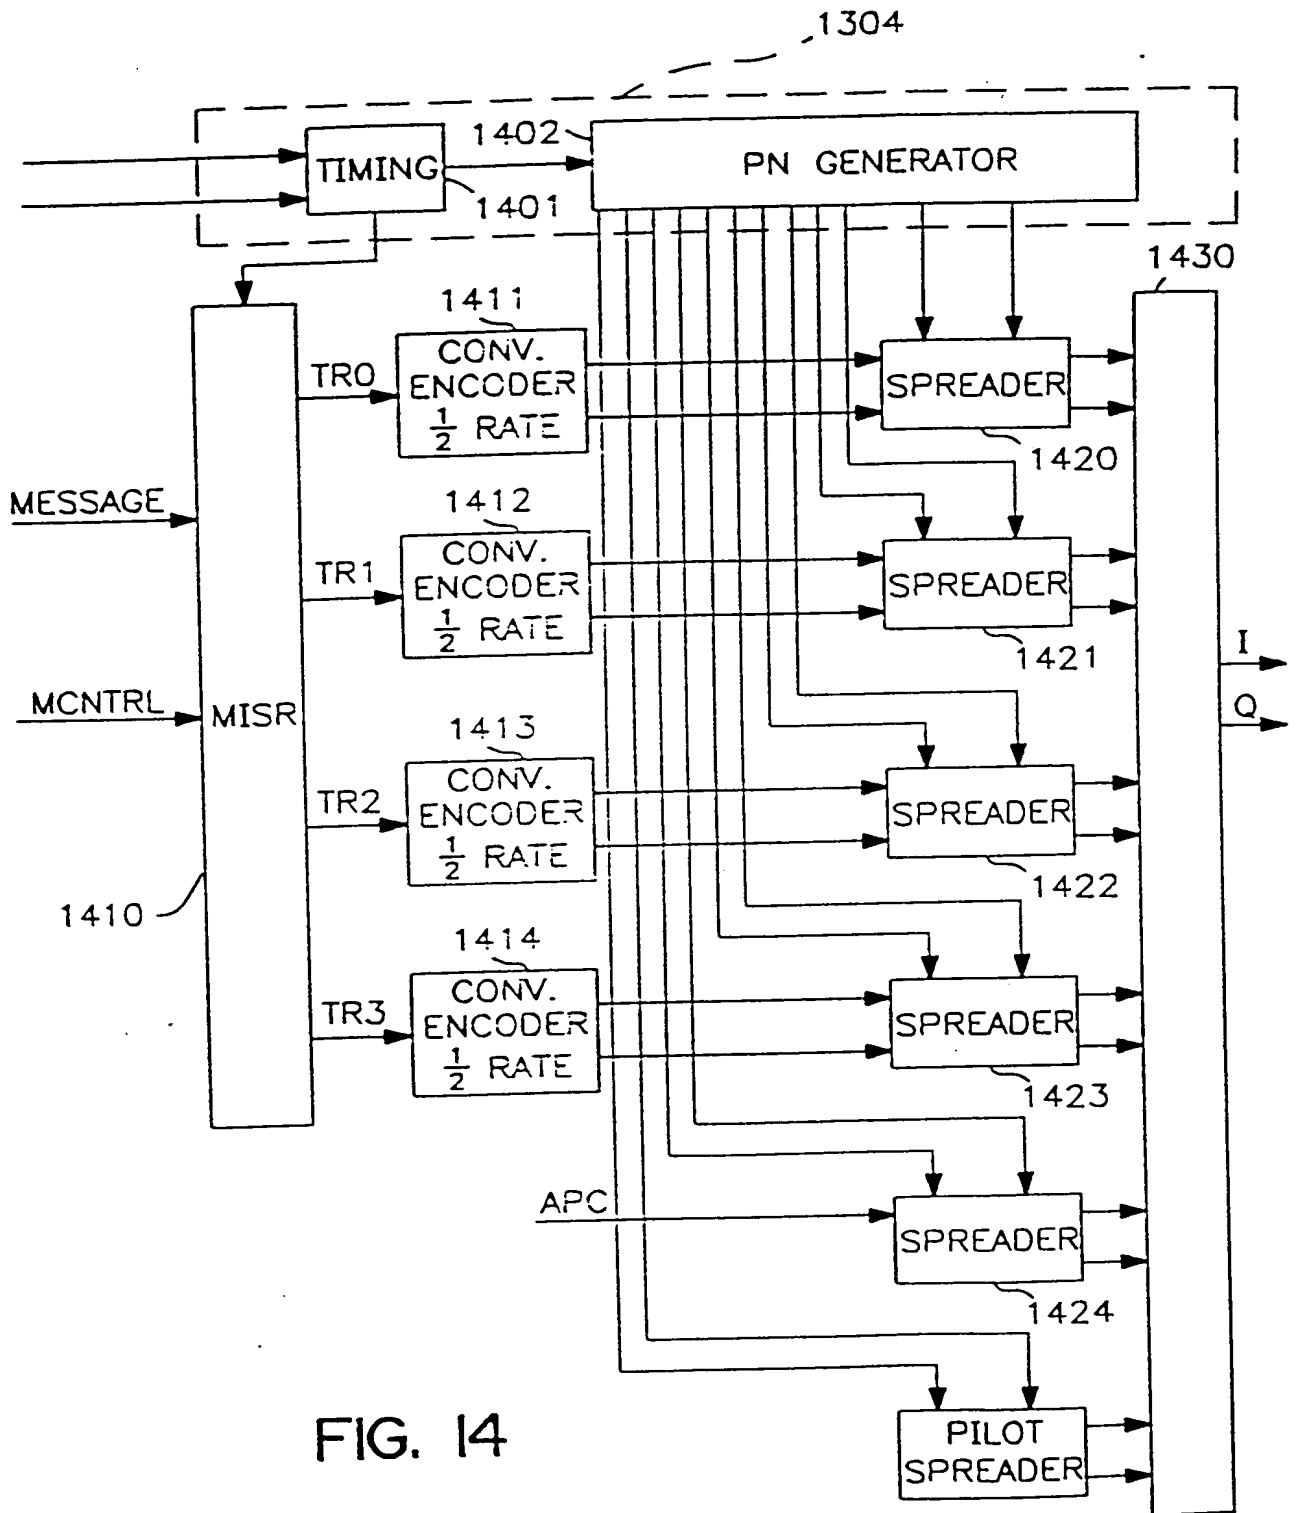 1304
1402
TIMING
PN GENERATOR
1401
1430
1411
CONV.
ENCODER
1/2 RATE
TR0
SPREADER
1420
MESSAGE
1412
CONV.
ENCODER
1/2 RATE
TR1
SPREADER
1421
I
MCNTRL
MISR
Q
1413
CONV.
ENCODER
1/2 RATE
TR2
SPREADER
1422
1410
1414
CONV.
ENCODER
1/2 RATE
TR3
SPREADER
1423
APC
SPREADER
1424
PILOT
SPREADER
FIG. 14